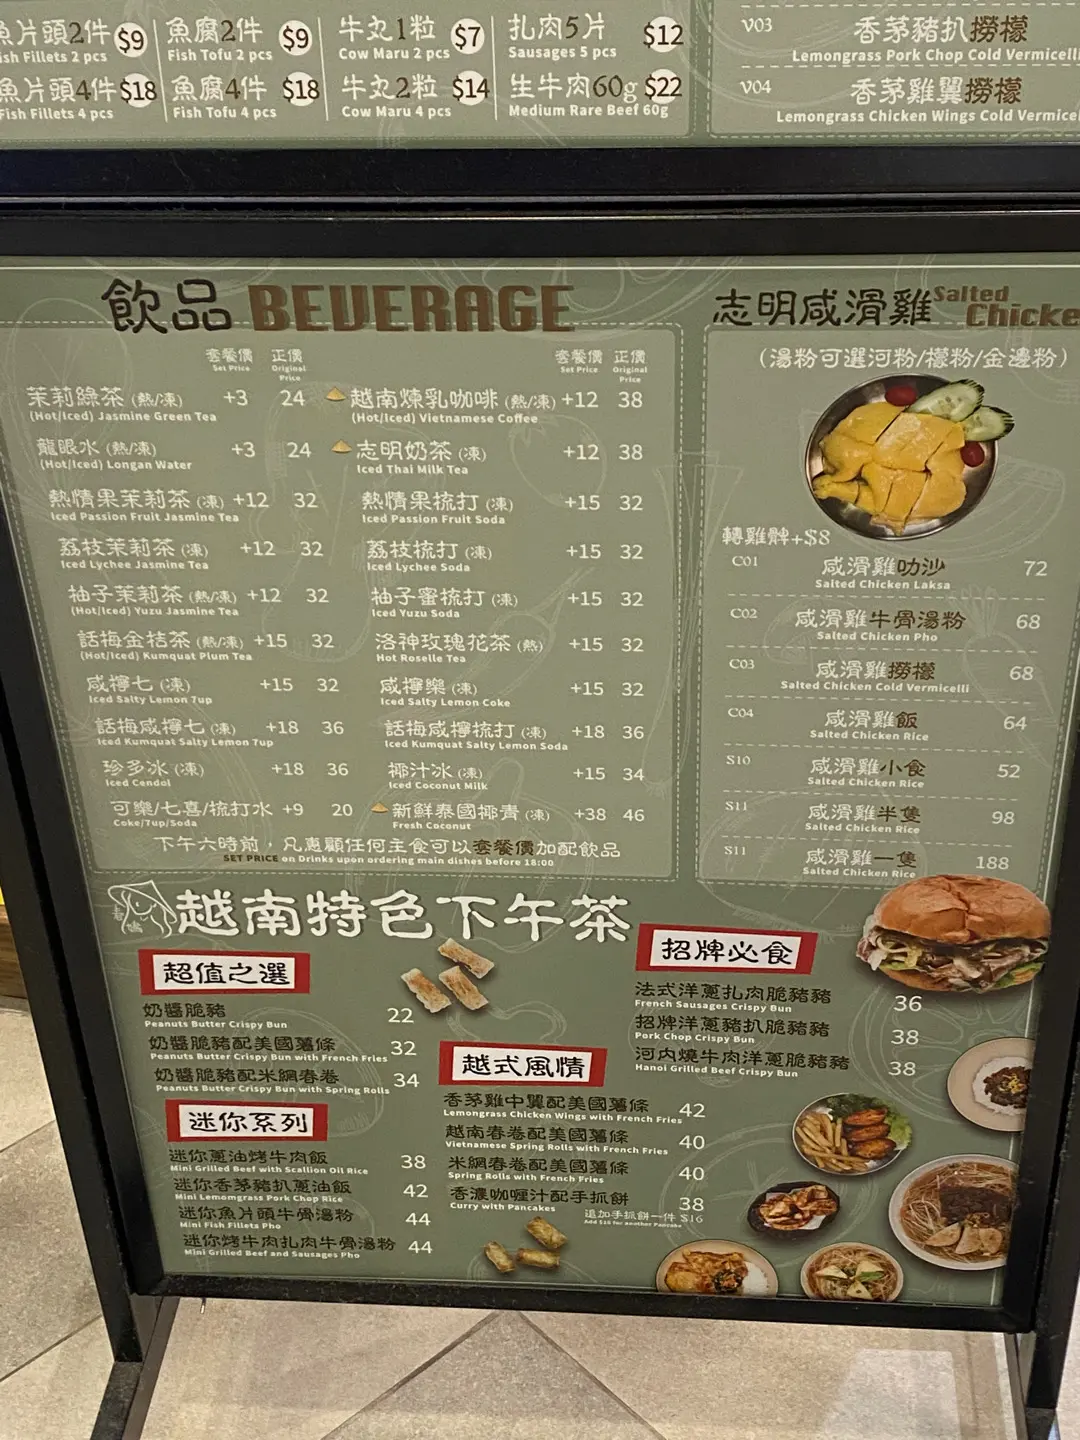 魚片頭2件 $9 魚腐2件 $9 牛丸1粒 $7 扎肉5片 $12
Fish Fillets 2 pcs Fish Tofu 2 pcs Cow Maru 2 pcs Sausages 5 pcs
魚片頭4件 $18 魚腐4件 $18 牛丸2粒 $14 生牛肉60g $22
Fish Fillets 4 pcs Fish Tofu 4 pcs Cow Maru 4 pcs Medium Rare Beef 60g
V03 香茅豬扒撈檬
Lemongrass Pork Chop Cold Vermicelli
V04 香茅雞翼撈檬
Lemongrass Chicken Wings Cold Vermicel
飲品 BEVERAGE
套餐價 正價
Set Price Original Price
茉莉綠茶 (熱/凍) +3 24
(Hot/Iced) Jasmine Green Tea
龍眼水 (熱/凍) +3 24
(Hot/Iced) Longan Water
熱情果茉莉茶 (凍) +12 32
Iced Passion Fruit Jasmine Tea
荔枝茉莉茶 (凍) +12 32
Iced Lychee Jasmine Tea
柚子茉莉茶 (熱/凍) +12 32
(Hot/Iced) Yuzu Jasmine Tea
話梅金桔茶 (熱/凍) +15 32
(Hot/Iced) Kumquat Plum Tea
咸檸七 (凍) +15 32
Iced Salty Lemon 7up
話梅咸檸七 (凍) +18 36
Iced Kumquat Salty Lemon 7up
珍多冰 (凍) +18 36
Iced Cendol
可樂/七喜/梳打水 +9 20
Coke/7up/Soda
套餐價 正價
Set Price Original Price
越南煉乳咖啡 (熱/凍) +12 38
(Hot/Iced) Vietnamese Coffee
志明奶茶 (凍) +12 38
Iced Thai Milk Tea
熱情果梳打 (凍) +15 32
Iced Passion Fruit Soda
荔枝梳打 (凍) +15 32
Iced Lychee Soda
柚子蜜梳打 (凍) +15 32
Iced Yuzu Soda
洛神玫瑰花茶 (熱) +15 32
Hot Roselle Tea
咸檸樂 (凍) +15 32
Iced Salty Lemon Coke
話梅咸檸梳打 (凍) +18 36
Iced Kumquat Salty Lemon Soda
椰汁冰 (凍) +15 34
Iced Coconut Milk
新鮮泰國椰青 (凍) +38 46
Fresh Coconut
下午六時前，凡惠顧任何主食可以套餐價加配飲品
SET PRICE on Drinks upon ordering main dishes before 18:00
志明咸滑雞 Salted Chicke
(湯粉可選河粉/檬粉/金邊粉)
轉雞髀+$8
C01 咸滑雞叻沙 72
Salted Chicken Laksa
C02 咸滑雞牛骨湯粉 68
Salted Chicken Pho
C03 咸滑雞撈檬 68
Salted Chicken Cold Vermicelli
C04 咸滑雞飯 64
Salted Chicken Rice
S10 咸滑雞小食 52
Salted Chicken Rice
S11 咸滑雞半隻 98
Salted Chicken Rice
S11 咸滑雞一隻 188
Salted Chicken Rice
越南特色下午茶
超值之選
奶醬脆豬 22
Peanuts Butter Crispy Bun
奶醬脆豬配美國薯條 32
Peanuts Butter Crispy Bun with French Fries
奶醬脆豬配米網春卷 34
Peanuts Butter Crispy Bun with Spring Rolls
迷你系列
迷你蔥油烤牛肉飯 38
Mini Grilled Beef with Scallion Oil Rice
迷你香茅豬扒蔥油飯 42
Mini Lemomgrass Pork Chop Rice
迷你魚片頭牛骨湯粉 44
Mini Fish Fillets Pho
迷你烤牛肉扎肉牛骨湯粉 44
Mini Grilled Beef and Sausages Pho
越式風情
香茅雞中翼配美國薯條 42
Lemongrass Chicken Wings with French Fries
越南春卷配美國薯條 40
Vietnamese Spring Rolls with French Fries
米網春卷配美國薯條 40
Spring Rolls with French Fries
香濃咖喱汁配手抓餅 38
Curry with Pancakes
追加手抓餅一件 $16
Add $16 for another Pancake
招牌必食
法式洋蔥扎肉脆豬豬 36
French Sausages Crispy Bun
招牌洋蔥豬扒脆豬豬 38
Pork Chop Crispy Bun
河內燒牛肉洋蔥脆豬豬 38
Hanoi Grilled Beef Crispy Bun